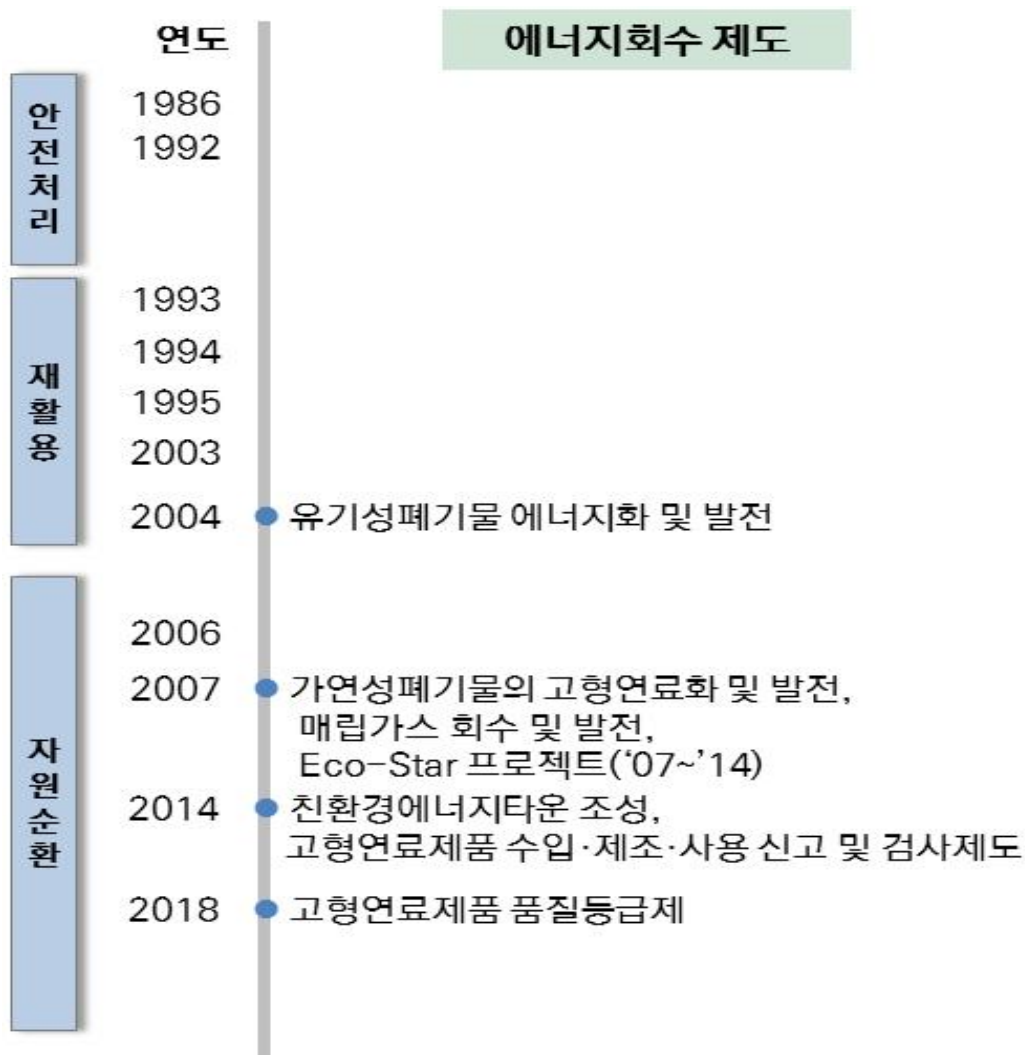 연도 에너지회수 제도
안전처리
1986
1992
재활용
1993
1994
1995
2003
2004 유기성폐기물 에너지화 및 발전
자원순환
2006
2007 가연성폐기물의 고형연료화 및 발전,
매립가스 회수 및 발전,
Eco-Star 프로젝트(‘07~’14)
2014 친환경에너지타운 조성,
고형연료제품 수입·제조·사용 신고 및 검사제도
2018 고형연료제품 품질등급제